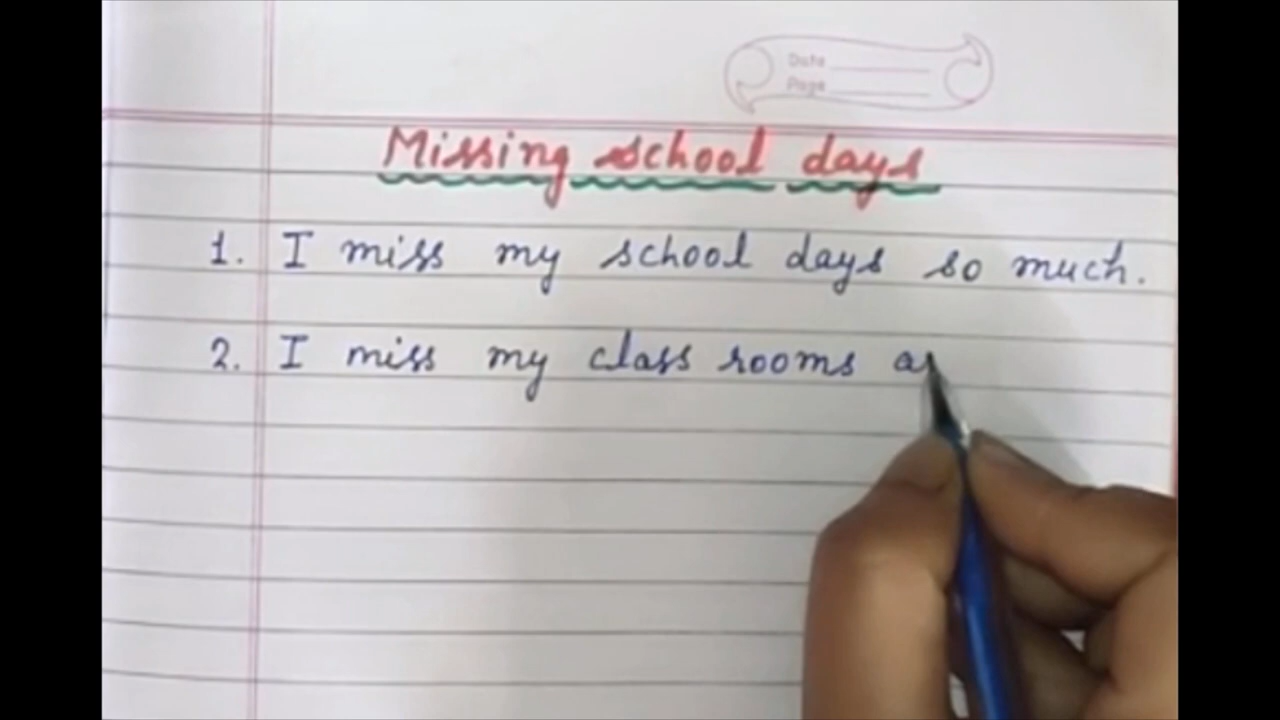 Date
Page
Missing school days
1. I miss my school days so much.
2. I miss my class rooms